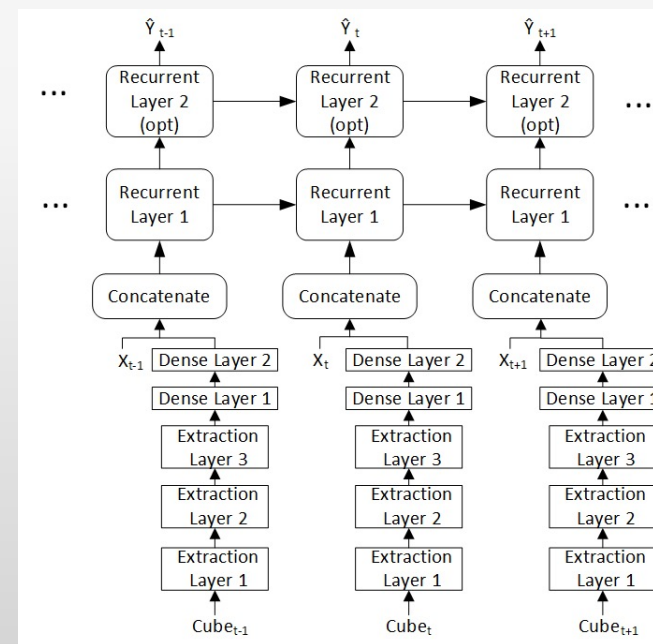 Ŷ t-1 Ŷ t Ŷ t+1
... Recurrent Layer 2 (opt) Recurrent Layer 2 (opt) Recurrent Layer 2 (opt) ...
... Recurrent Layer 1 Recurrent Layer 1 Recurrent Layer 1 ...
Concatenate Concatenate Concatenate
Xt-1 Dense Layer 2 Xt Dense Layer 2 Xt+1 Dense Layer 2
Dense Layer 1 Dense Layer 1 Dense Layer 1
Extraction Layer 3 Extraction Layer 3 Extraction Layer 3
Extraction Layer 2 Extraction Layer 2 Extraction Layer 2
Extraction Layer 1 Extraction Layer 1 Extraction Layer 1
Cubet-1 Cubet Cubet+1